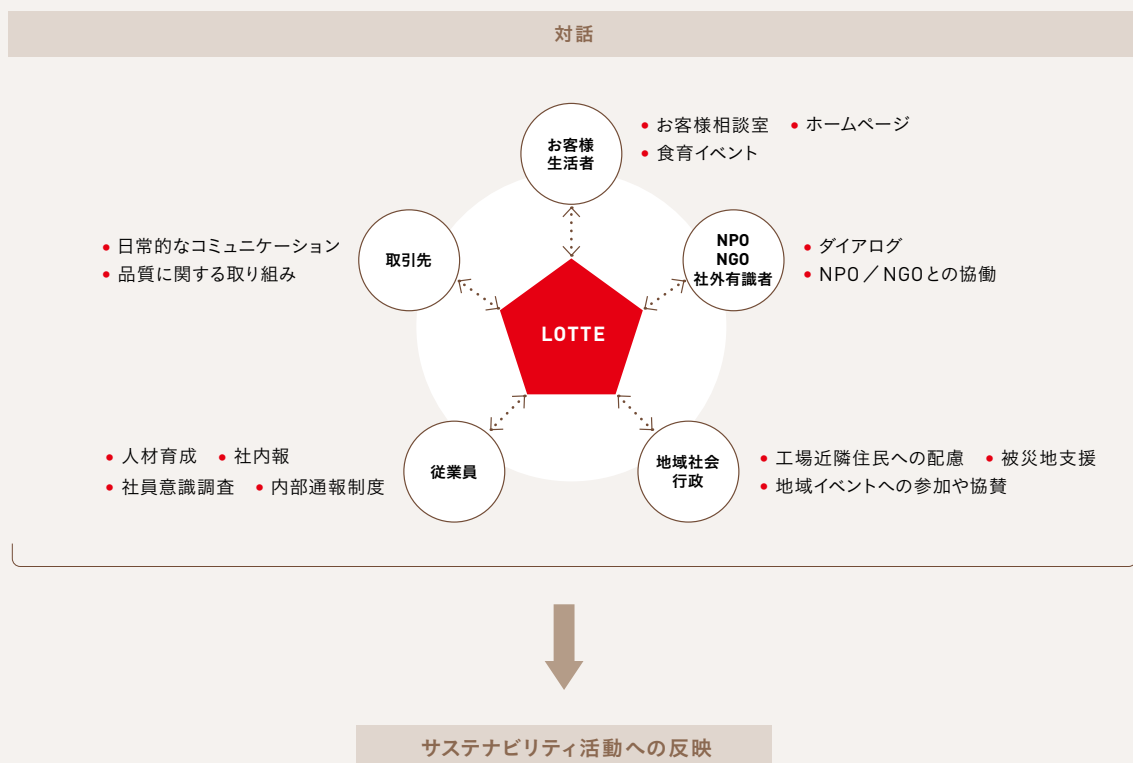 対話
お客様
生活者
● お客様相談室 ● ホームページ
● 食育イベント
● 日常的なコミュニケーション
● 品質に関する取り組み
取引先
NPO
NGO
社外有識者
● ダイアログ
● NPO／NGOとの協働
LOTTE
● 人材育成 ● 社内報
● 社員意識調査 ● 内部通報制度
従業員
地域社会
行政
● 工場近隣住民への配慮 ● 被災地支援
● 地域イベントへの参加や協賛
サステナビリティ活動への反映